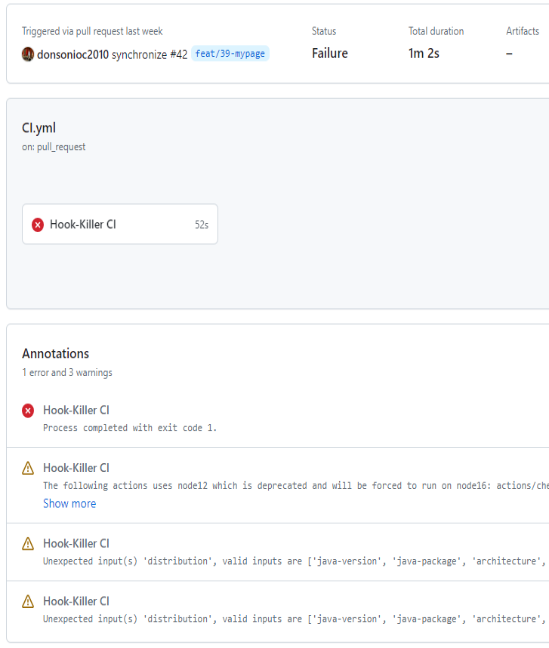 Triggered via pull request last week
Status
Total duration
Artifacts
donsonioc2010 synchronize #42 feat/39-mypage
Failure
1m 2s
–
CI.yml
on: pull_request
Hook-Killer CI
52s
Annotations
1 error and 3 warnings
Hook-Killer CI
Process completed with exit code 1.
Hook-Killer CI
The following actions uses node12 which is deprecated and will be forced to run on node16: actions/che
Show more
Hook-Killer CI
Unexpected input(s) 'distribution', valid inputs are ['java-version', 'java-package', 'architecture',
Hook-Killer CI
Unexpected input(s) 'distribution', valid inputs are ['java-version', 'java-package', 'architecture',